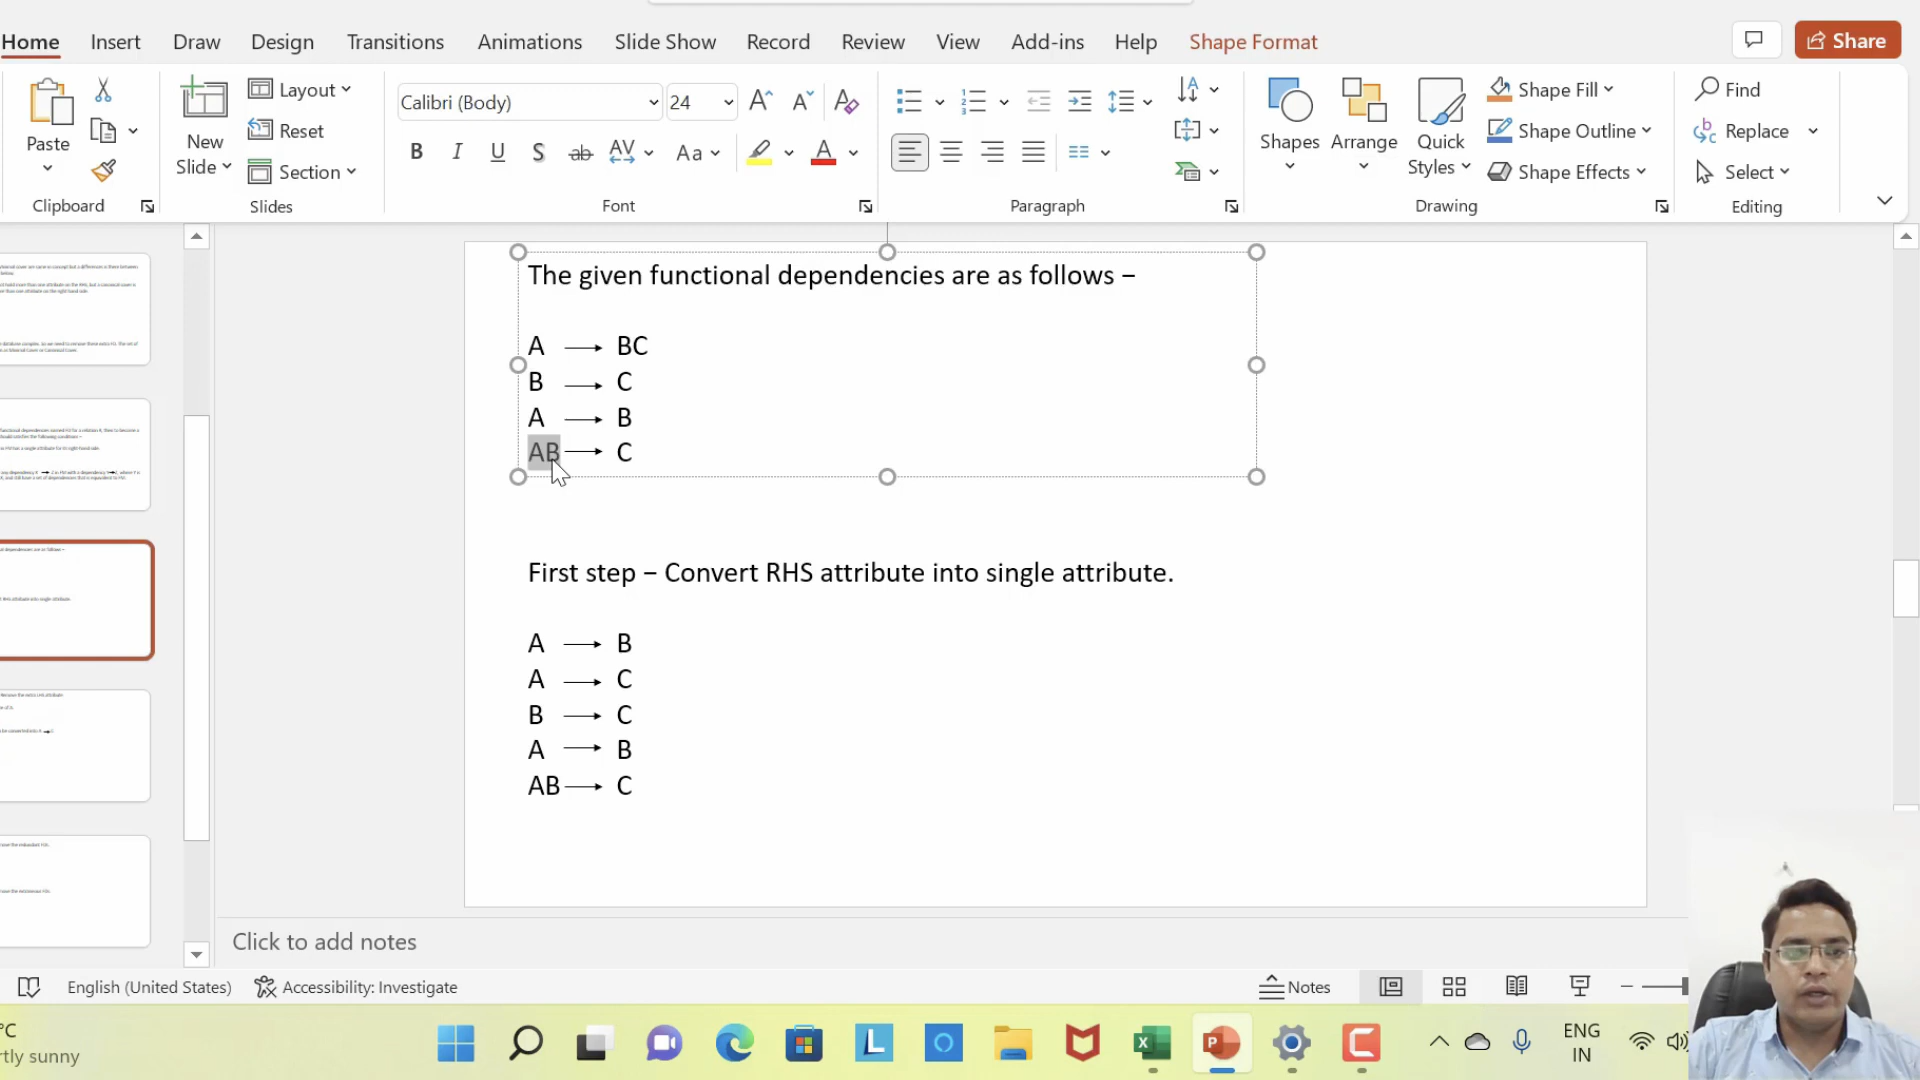 Home Insert Draw Design Transitions Animations Slide Show Record Review View Add-ins Help Shape Format Share
Paste
New Slide
Layout
Reset
Section
Calibri (Body) 24
Shapes
Arrange
Quick Styles
Shape Fill
Shape Outline
Shape Effects
Find
Replace
Select
Clipboard Slides Font Paragraph Drawing Editing
The given functional dependencies are as follows –
A → BC
B → C
A → B
AB → C
First step – Convert RHS attribute into single attribute.
A → B
A → C
B → C
A → B
AB → C
Click to add notes
English (United States) Accessibility: Investigate Notes
°C
rtly sunny
ENG
IN